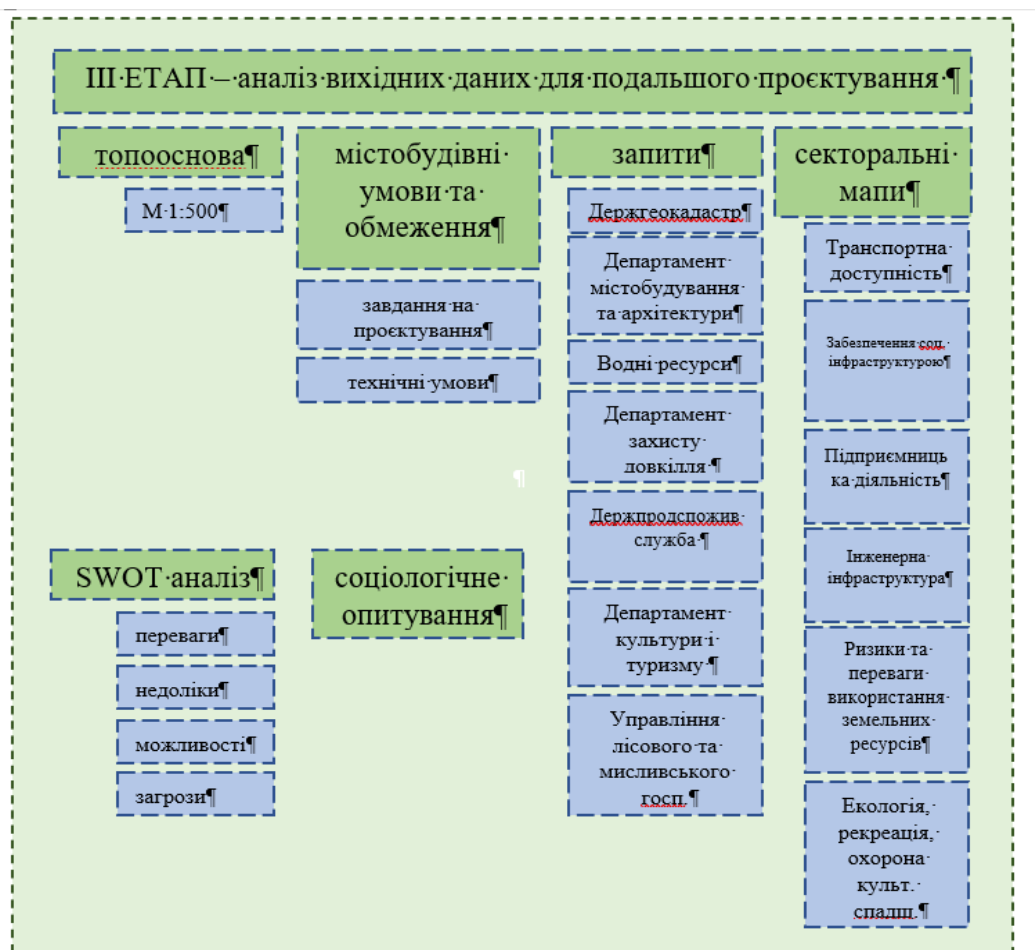 ІІІ ЕТАП – аналіз вихідних даних для подальшого проєктування ¶
топооснова¶
М 1:500¶
містобудівні
умови та
обмеження¶
завдання на
проєктування¶
технічні умови¶
запити¶
Держгеокадастр¶
Департамент
містобудування
та архітектури¶
Водні ресурси¶
Департамент
захисту
довкілля ¶
Держпродспожив
служба ¶
Департамент
культури і
туризму ¶
Управління
лісового та
мисливського
госп. ¶
секторальні
мапи¶
Транспортна
доступність¶
Забезпечення соц.
інфраструктурою¶
Підприємниць
ка діяльність¶
Інженерна
інфраструктура¶
Ризики та
переваги
використання
земельних
ресурсів¶
Екологія,
рекреація,
охорона
культ.
спадщ.¶
¶
SWOT аналіз¶
переваги¶
недоліки¶
можливості¶
загрози¶
соціологічне
опитування¶